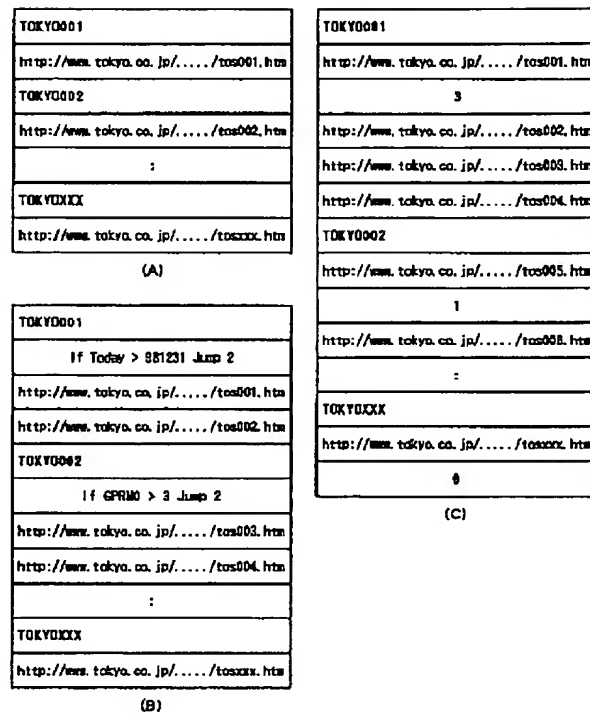 TOKYO001
http://www.tokyo.co.jp/...../tos001.htm
TOKYO002
http://www.tokyo.co.jp/...../tos002.htm
:
TOKYOXXX
http://www.tokyo.co.jp/...../tosxxx.htm
(A)
TOKYO001
If Today > 981231 Jump 2
http://www.tokyo.co.jp/...../tos001.htm
http://www.tokyo.co.jp/...../tos002.htm
TOKYO002
If GPRM0 > 3 Jump 2
http://www.tokyo.co.jp/...../tos003.htm
http://www.tokyo.co.jp/...../tos004.htm
:
TOKYOXXX
http://www.tokyo.co.jp/...../tosxxx.htm
(B)
TOKYO001
http://www.tokyo.co.jp/...../tos001.htm
3
http://www.tokyo.co.jp/...../tos002.htm
http://www.tokyo.co.jp/...../tos003.htm
http://www.tokyo.co.jp/...../tos004.htm
TOKYO002
http://www.tokyo.co.jp/...../tos005.htm
1
http://www.tokyo.co.jp/...../tos006.htm
:
TOKYOXXX
http://www.tokyo.co.jp/...../tosxxx.htm
0
(C)